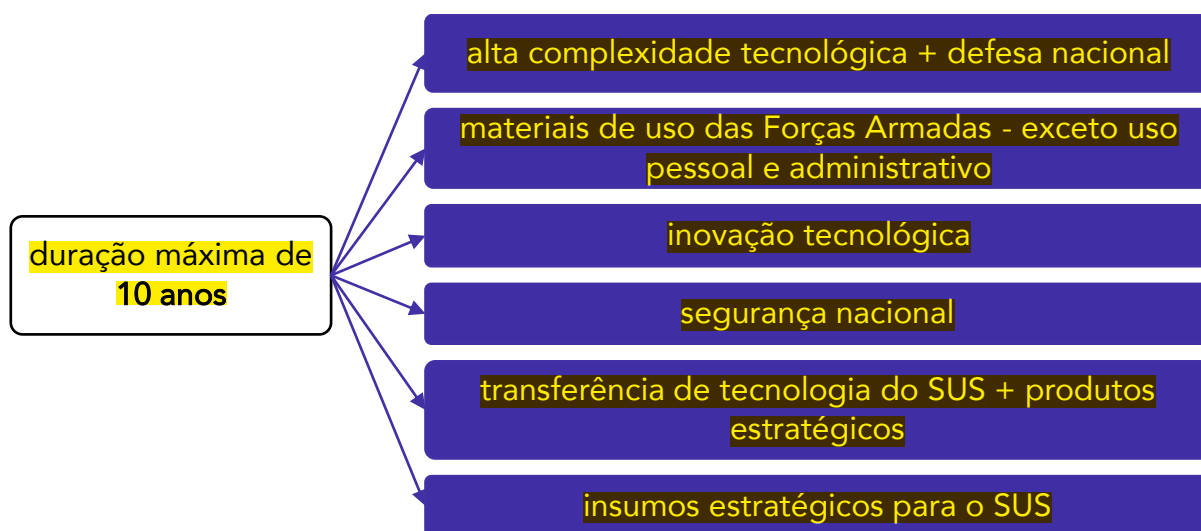 duração máxima de
10 anos
alta complexidade tecnológica + defesa nacional
materiais de uso das Forças Armadas - exceto uso
pessoal e administrativo
inovação tecnológica
segurança nacional
transferência de tecnologia do SUS + produtos
estratégicos
insumos estratégicos para o SUS